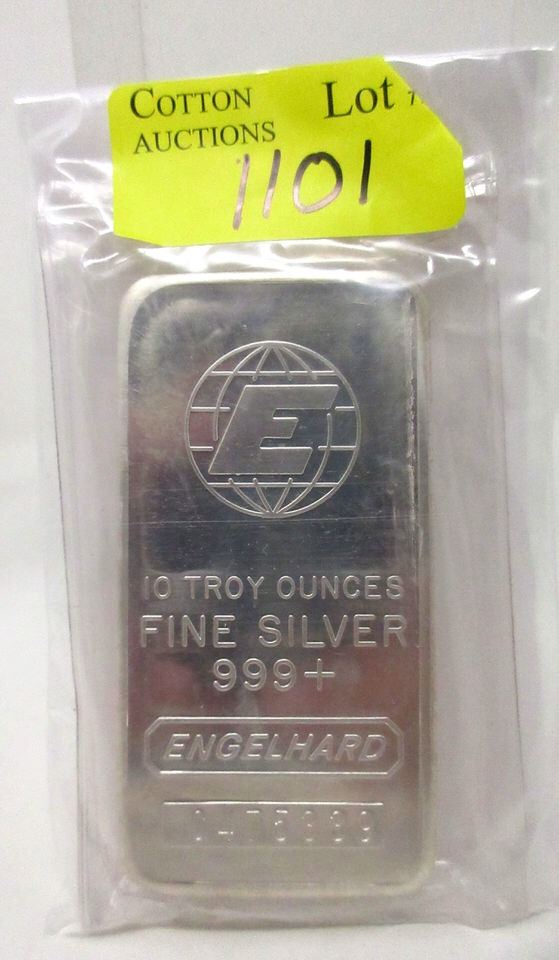 COTTON
AUCTIONS
Lot #
1101
E
10 TROY OUNCES
FINE SILVER
999+
ENGELHARD